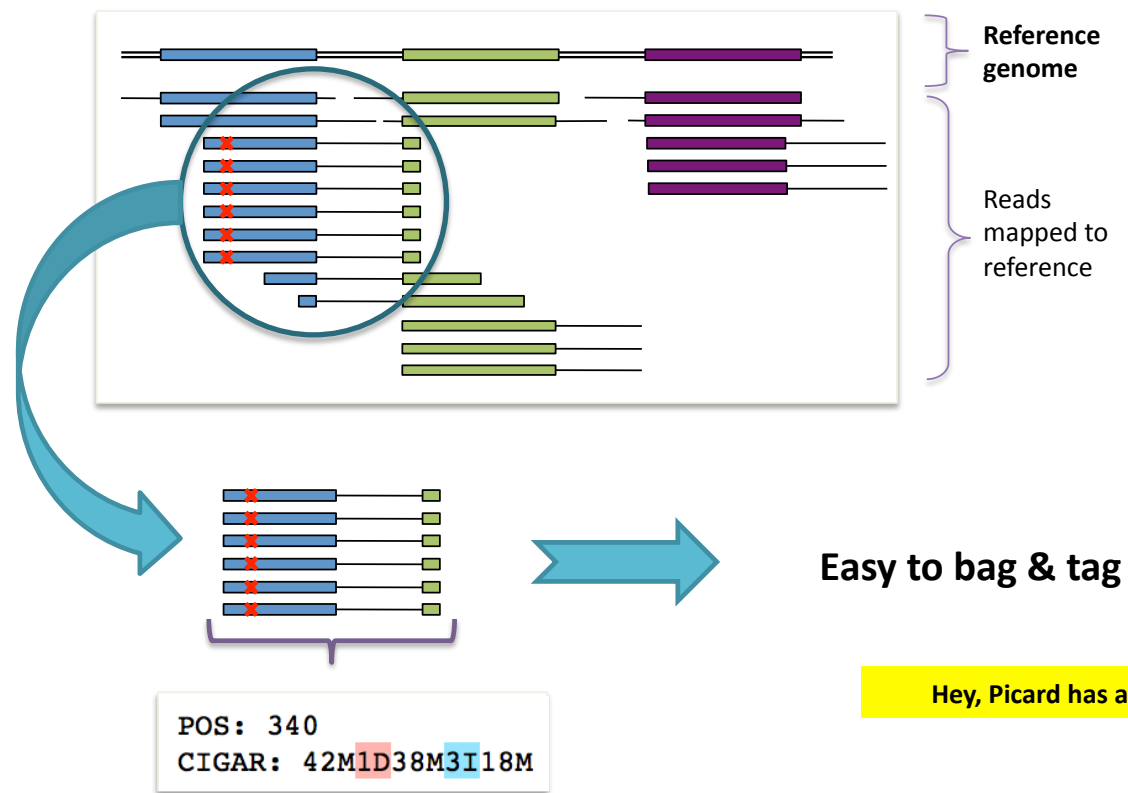 Reference
genome
Reads
mapped to
reference
Easy to bag & tag
Hey, Picard has a
POS: 340
CIGAR: 42M1D38M3I18M